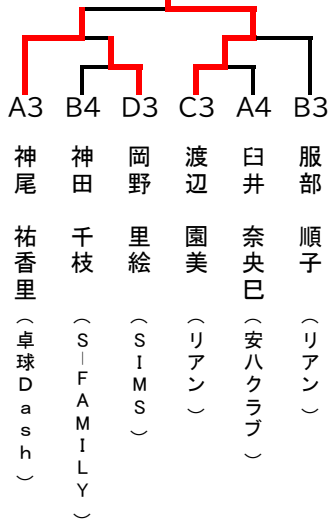 A3 B4 D3 C3 A4 B3
神尾 祐香里 (卓球Dash)
神田 千枝 (S-FAMILY)
岡野 里絵 (SIMS)
渡辺 園美 (リアン)
臼井 奈央巳 (安八クラブ)
服部 順子 (リアン)